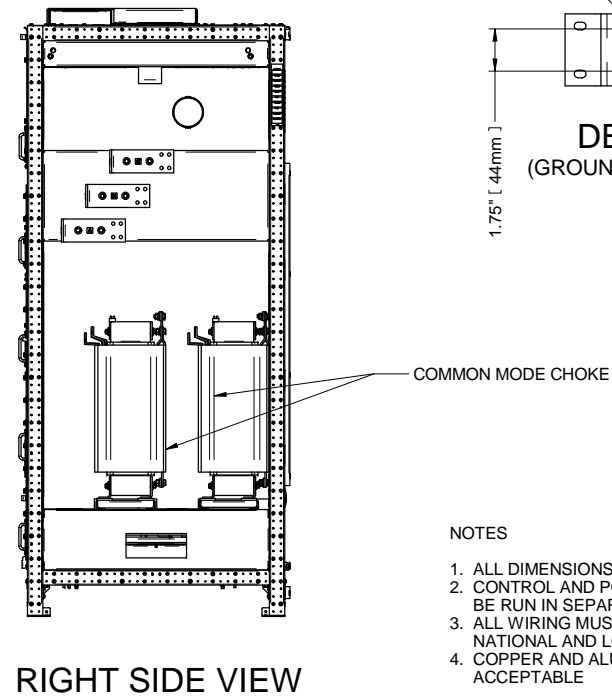 1.75" [ 44mm ]
DE
(GROUN
COMMON MODE CHOKE
NOTES
1. ALL DIMENSIONS
2. CONTROL AND PO
BE RUN IN SEPAR
3. ALL WIRING MUS
NATIONAL AND LO
4. COPPER AND ALU
ACCEPTABLE
RIGHT SIDE VIEW